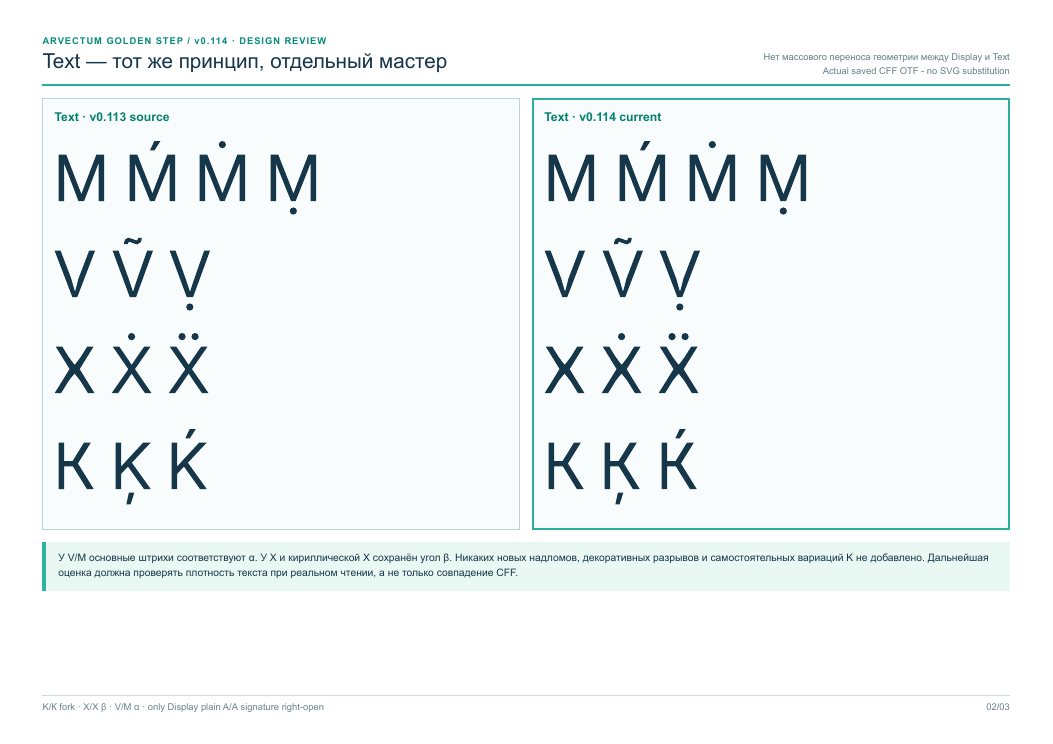 ARVECTUM GOLDEN STEP / v0.114 · DESIGN REVIEW
Text — тот же принцип, отдельный мастер
Нет массового переноса геометрии между Display и Text
Actual saved CFF OTF - no SVG substitution
Text · v0.113 source
M Ḿ Ṁ Ṃ
V Ṽ Ṿ
X Ẋ Ẍ
К Ķ Ḱ
Text · v0.114 current
M Ḿ Ṁ Ṃ
V Ṽ Ṿ
X Ẋ Ẍ
К Ķ Ḱ
У V/M основные штрихи соответствуют α. У X и кириллической Х сохранён угол β. Никаких новых надломов, декоративных разрывов и самостоятельных вариаций K не добавлено. Дальнейшая
оценка должна проверять плотность текста при реальном чтении, а не только совпадение CFF.
K/К fork · X/Х β · V/M α · only Display plain A/А signature right-open
02/03